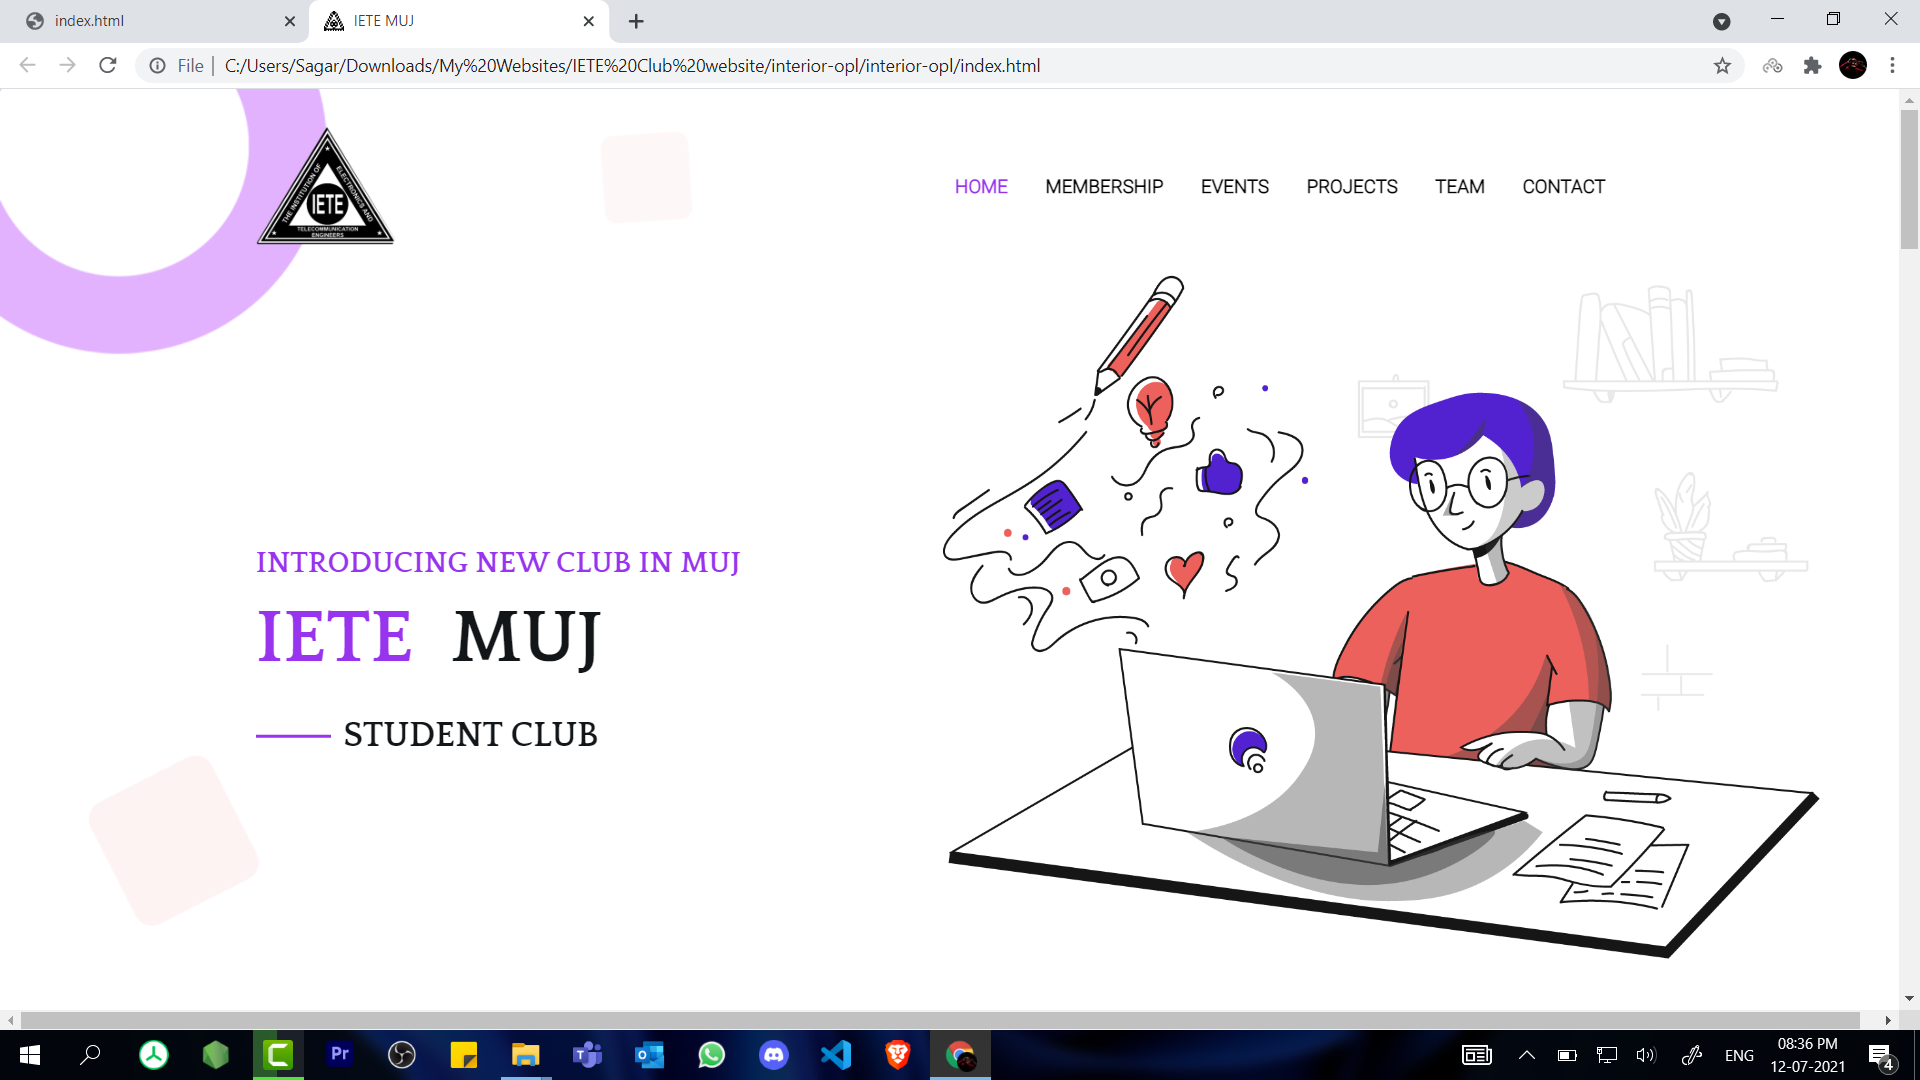 index.html
IETE MUJ
File
C:/Users/Sagar/Downloads/My%20Websites/IETE%20Club%20website/interior-opl/interior-opl/index.html
THE INSTITUTION OF ELECTRONICS AND
IETE
TELECOMMUNICATION
ENGINEERS
HOME MEMBERSHIP EVENTS PROJECTS TEAM CONTACT
INTRODUCING NEW CLUB IN MUJ
IETE MUJ
STUDENT CLUB
Pr
T
O
ENG
08:36 PM
12-07-2021
4